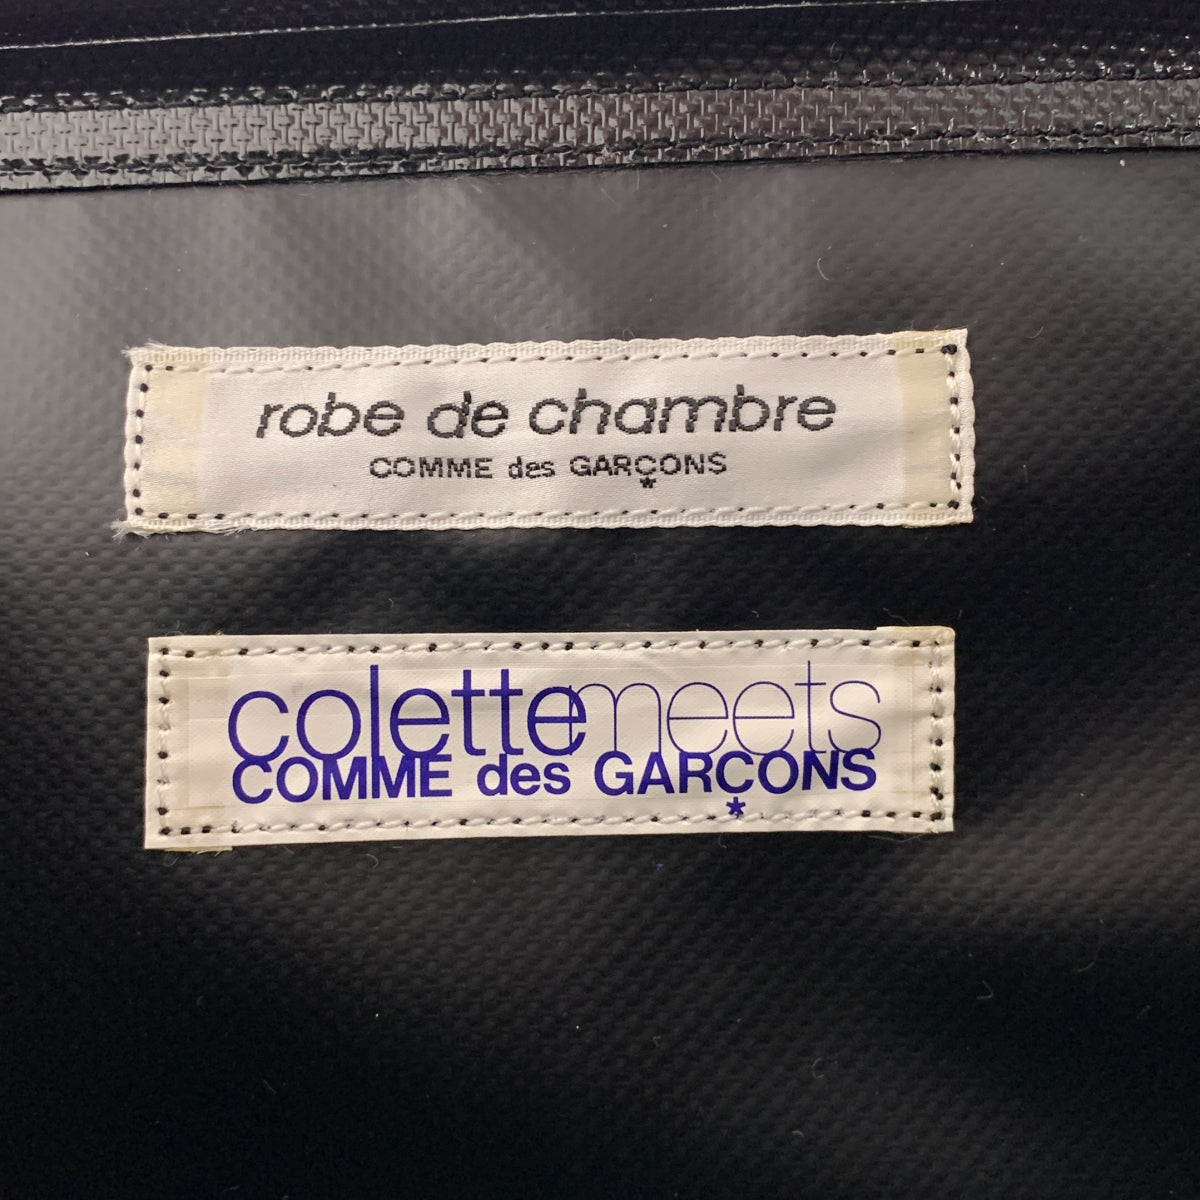 robe de chambre
COMME des GARÇONS
*
colettemeets
COMME des GARÇONS
*